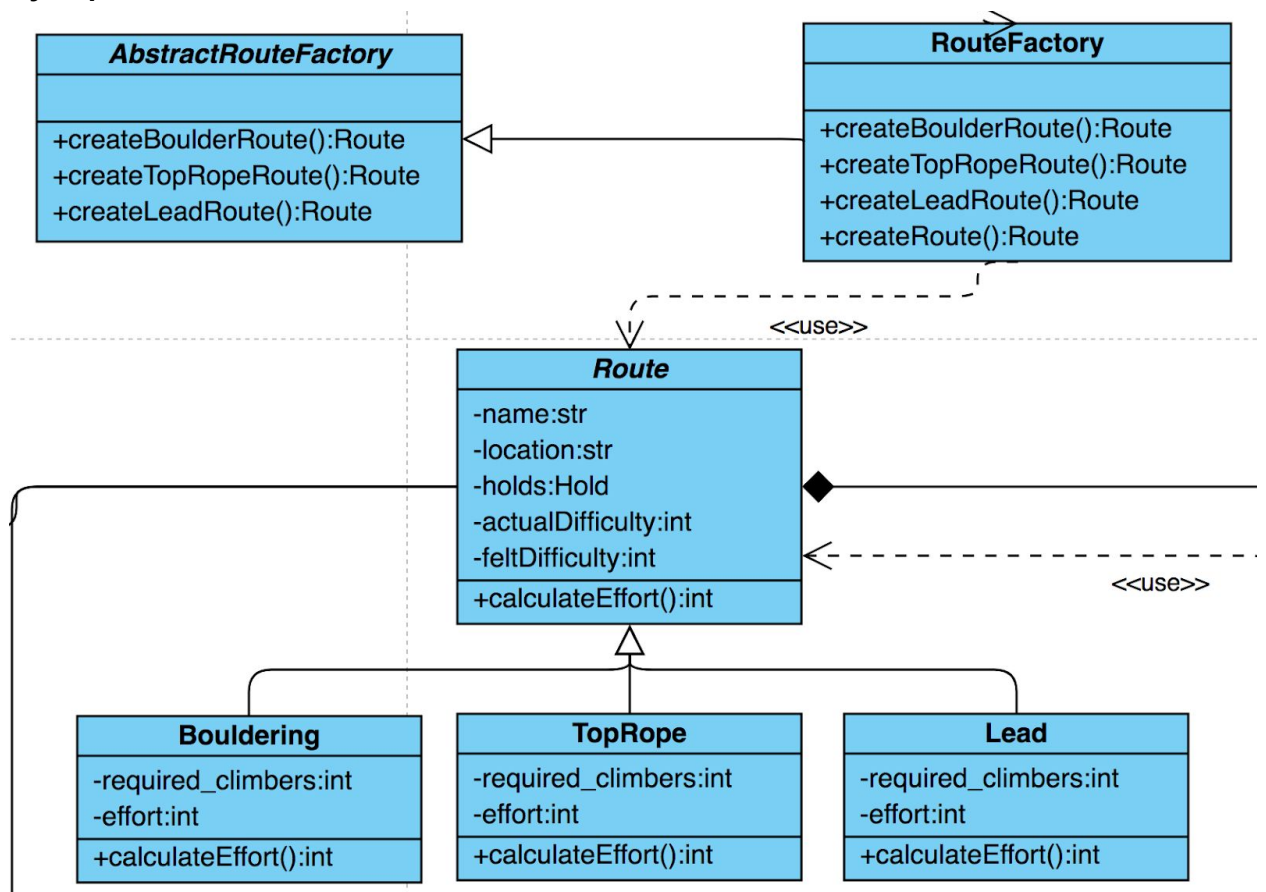 AbstractRouteFactory
+createBoulderRoute():Route
+createTopRopeRoute():Route
+createLeadRoute():Route
RouteFactory
+createBoulderRoute():Route
+createTopRopeRoute():Route
+createLeadRoute():Route
+createRoute():Route
<<use>>
Route
-name:str
-location:str
-holds:Hold
-actualDifficulty:int
-feltDifficulty:int
+calculateEffort():int
<<use>>
Bouldering
-required_climbers:int
-effort:int
+calculateEffort():int
TopRope
-required_climbers:int
-effort:int
+calculateEffort():int
Lead
-required_climbers:int
-effort:int
+calculateEffort():int